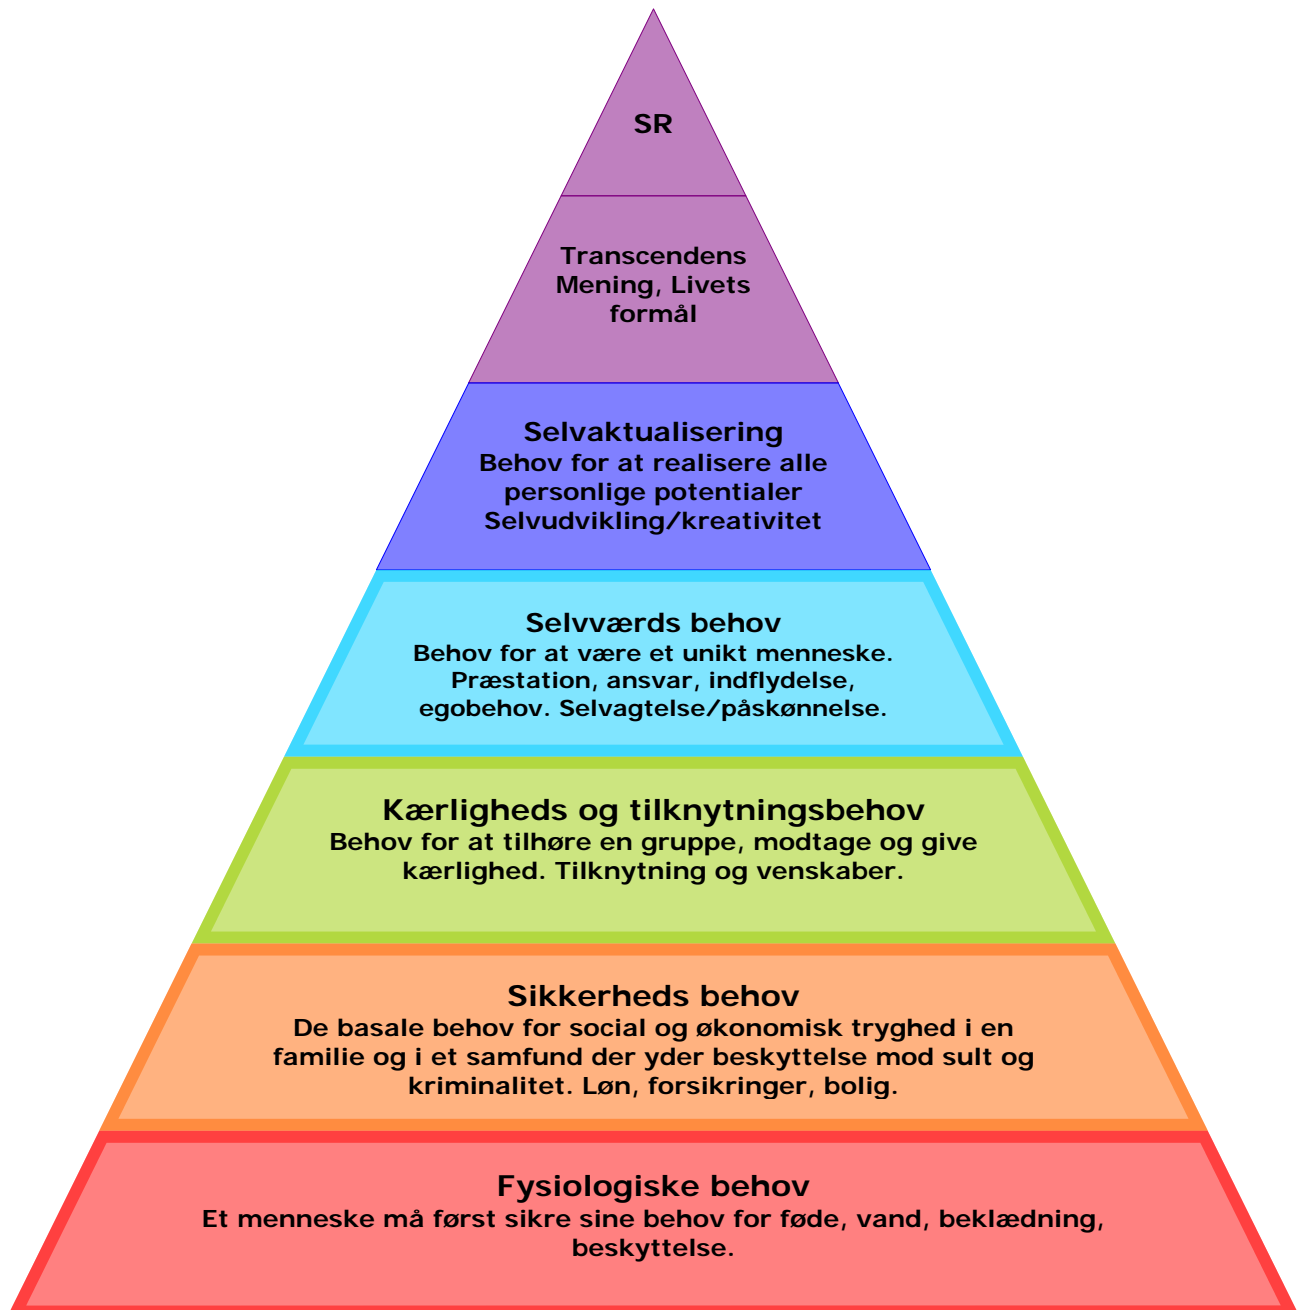 SR
Transcendens
Mening, Livets
formål
Selvaktualisering
Behov for at realisere alle
personlige potentialer
Selvudvikling/kreativitet
Selvværds behov
Behov for at være et unikt menneske.
Præstation, ansvar, indflydelse,
egobehov. Selvagtelse/påskønnelse.
Kærligheds og tilknytningsbehov
Behov for at tilhøre en gruppe, modtage og give
kærlighed. Tilknytning og venskaber.
Sikkerheds behov
De basale behov for social og økonomisk tryghed i en
familie og i et samfund der yder beskyttelse mod sult og
kriminalitet. Løn, forsikringer, bolig.
Fysiologiske behov
Et menneske må først sikre sine behov for føde, vand, beklædning,
beskyttelse.